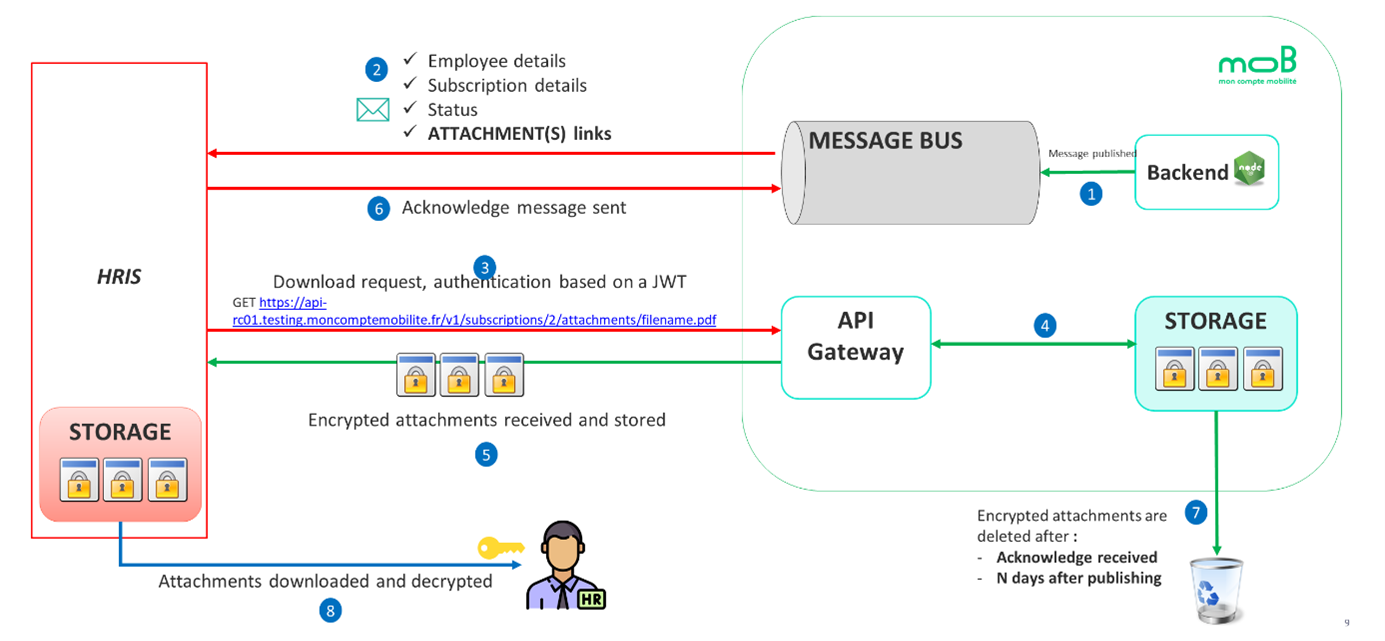 moB
mon compte mobilité
2
✓ Employee details
✓ Subscription details
✓ Status
✓ ATTACHMENT(S) links
MESSAGE BUS
Message published
1
Backend
node
6 Acknowledge message sent
HRIS
3
Download request, authentication based on a JWT
GET https://api-
rc01.testing.moncomptemobilite.fr/v1/subscriptions/2/attachments/filename.pdf
API
Gateway
4
STORAGE
Encrypted attachments received and stored
5
STORAGE
Encrypted attachments are
deleted after :
- Acknowledge received
- N days after publishing
7
HR
Attachments downloaded and decrypted
8
9